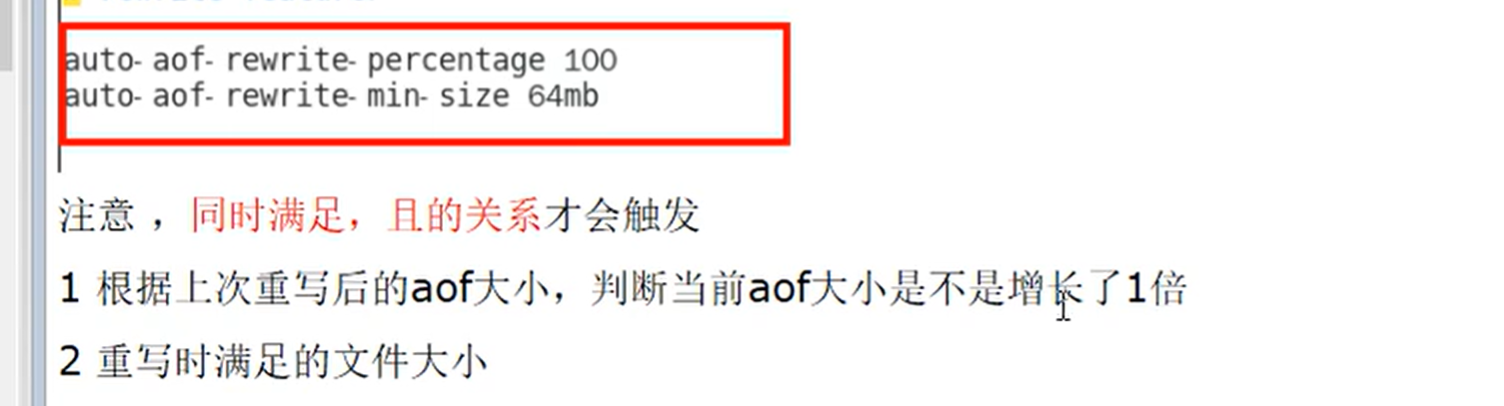 auto-aof-rewrite-percentage 100
auto-aof-rewrite-min-size 64mb
注意 ，同时满足，且的关系才会触发
1 根据上次重写后的aof大小，判断当前aof大小是不是增长了1倍
2 重写时满足的文件大小